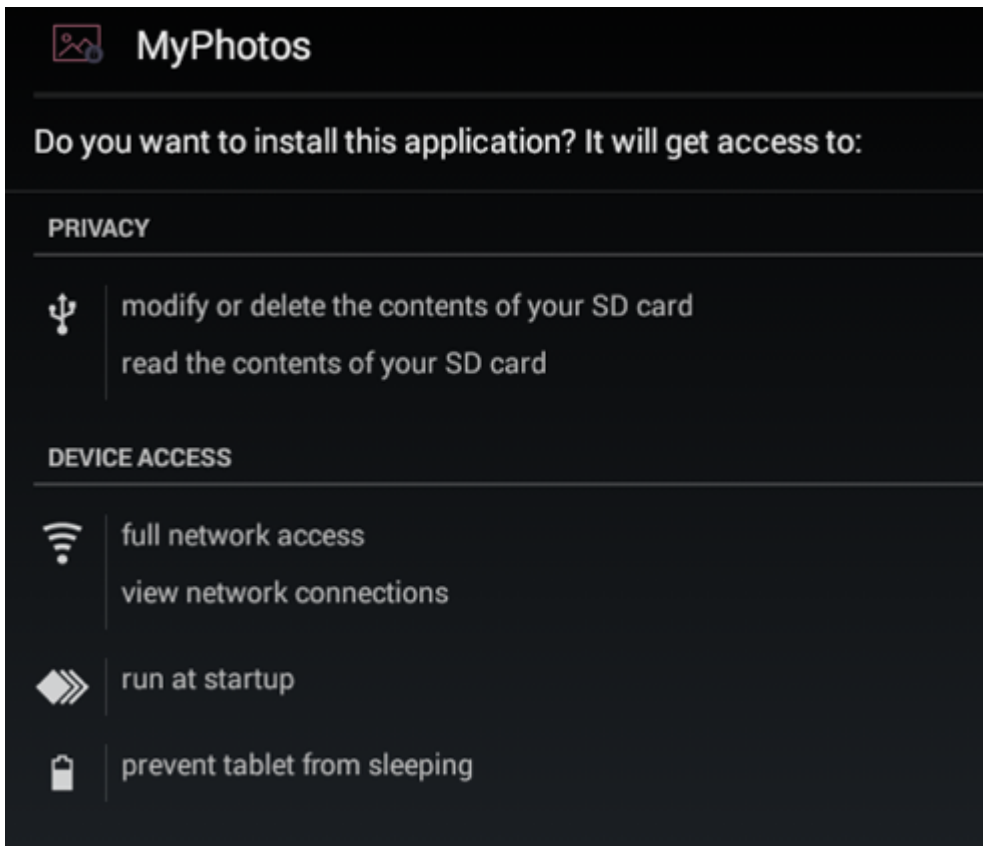 MyPhotos
Do you want to install this application? It will get access to:
PRIVACY
modify or delete the contents of your SD card
read the contents of your SD card
DEVICE ACCESS
full network access
view network connections
run at startup
prevent tablet from sleeping